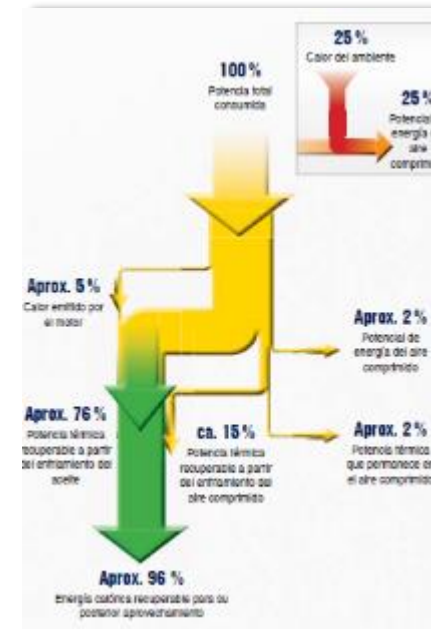 100 %
Potencia total
consumida
25 %
Calor del ambiente
25 %
Potencial
energía
aire
comprim
Aprox. 5 %
Calor emitido por
el motor
Aprox. 2 %
Potencial de
energía del aire
comprimido
Aprox. 76 %
Potencia térmica
recuperable a partir
del enfriamiento del
aceite
ca. 15 %
Potencia térmica
recuperable a partir
del enfriamiento del
aire comprimido
Aprox. 2 %
Potencia térmica
que permanece en
el aire comprimido
Aprox. 96 %
Energía calórica recuperable para su
posterior aprovechamiento